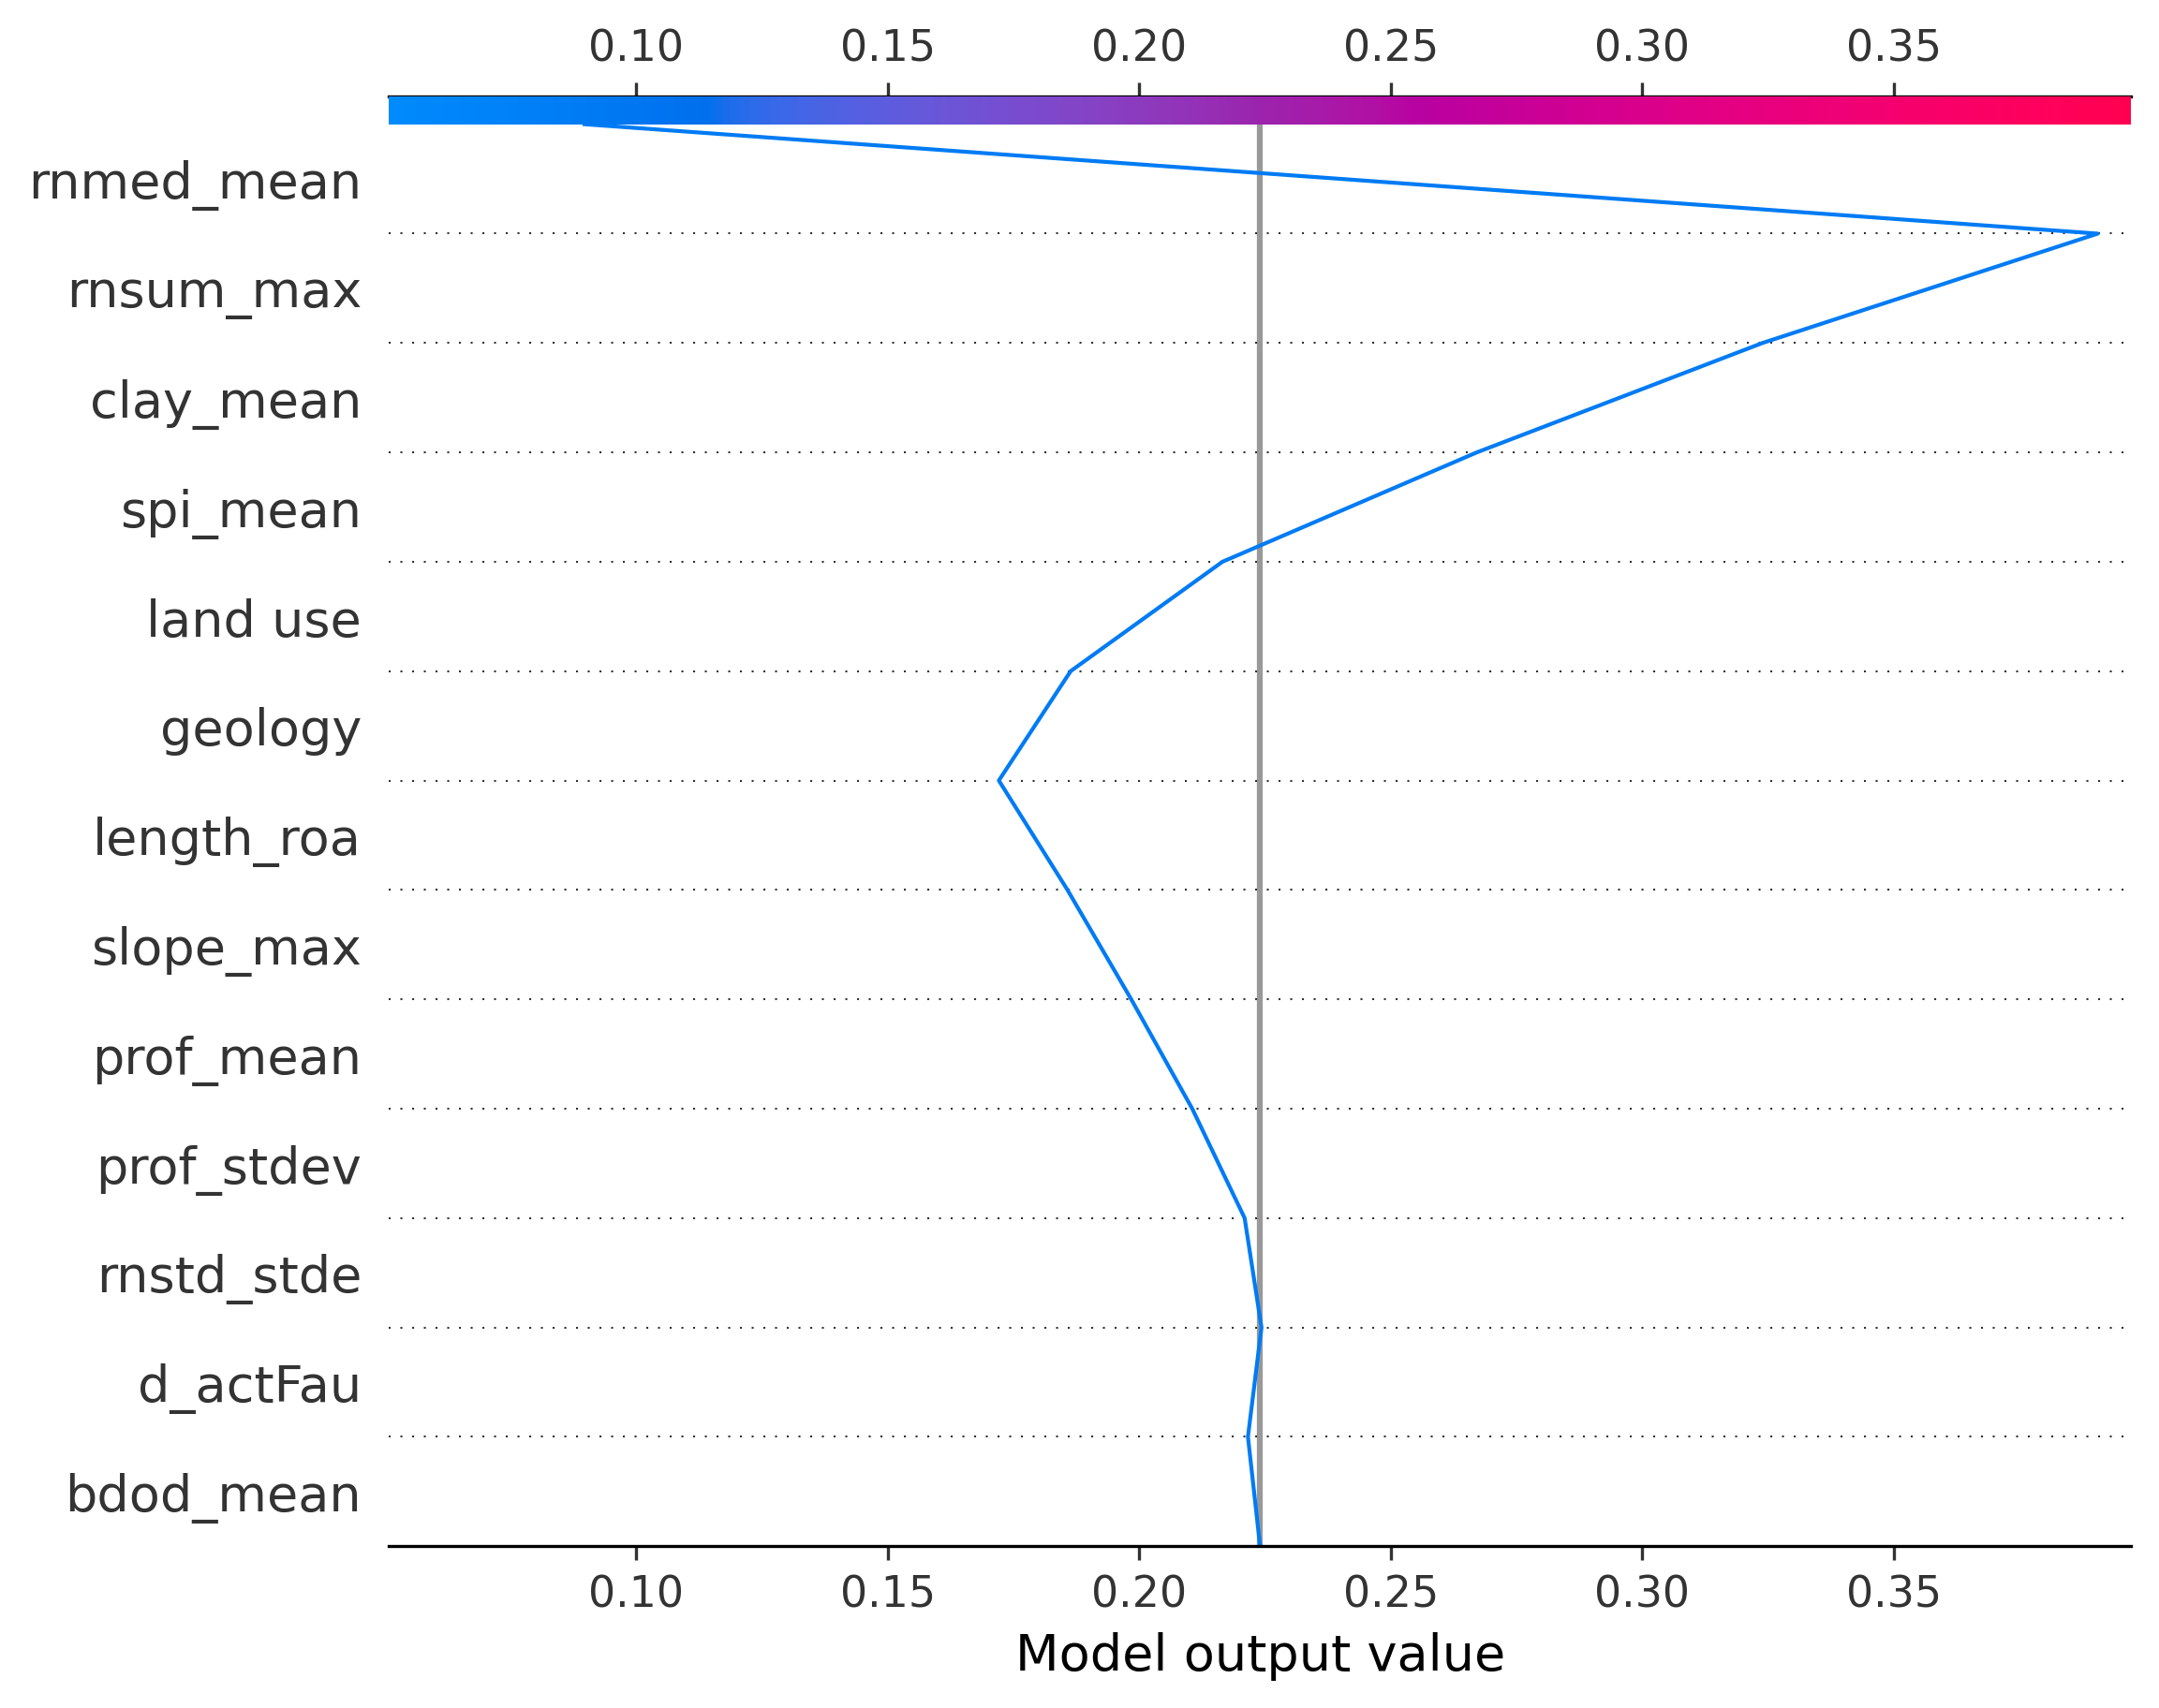 0.10 0.15 0.20 0.25 0.30 0.35
rnmed_mean
rnsum_max
clay_mean
spi_mean
land use
geology
length_roa
slope_max
prof_mean
prof_stdev
rnstd_stde
d_actFau
bdod_mean
0.10 0.15 0.20 0.25 0.30 0.35
Model output value